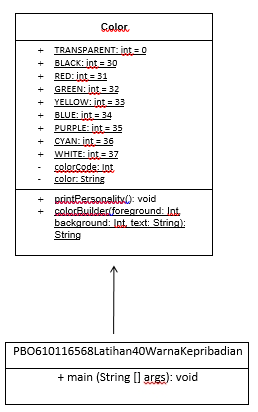 Color
+ TRANSPARENT: int = 0
+ BLACK: int = 30
+ RED: int = 31
+ GREEN: int = 32
+ YELLOW: int = 33
+ BLUE: int = 34
+ PURPLE: int = 35
+ CYAN: int = 36
+ WHITE: int = 37
- colorCode: Int
- color: String
+ printPersonality(): void
+ colorBuilder(foreground: Int,
background: Int, text: String):
String
PBO610116568Latihan40WarnaKepribadian
+ main (String [] args): void